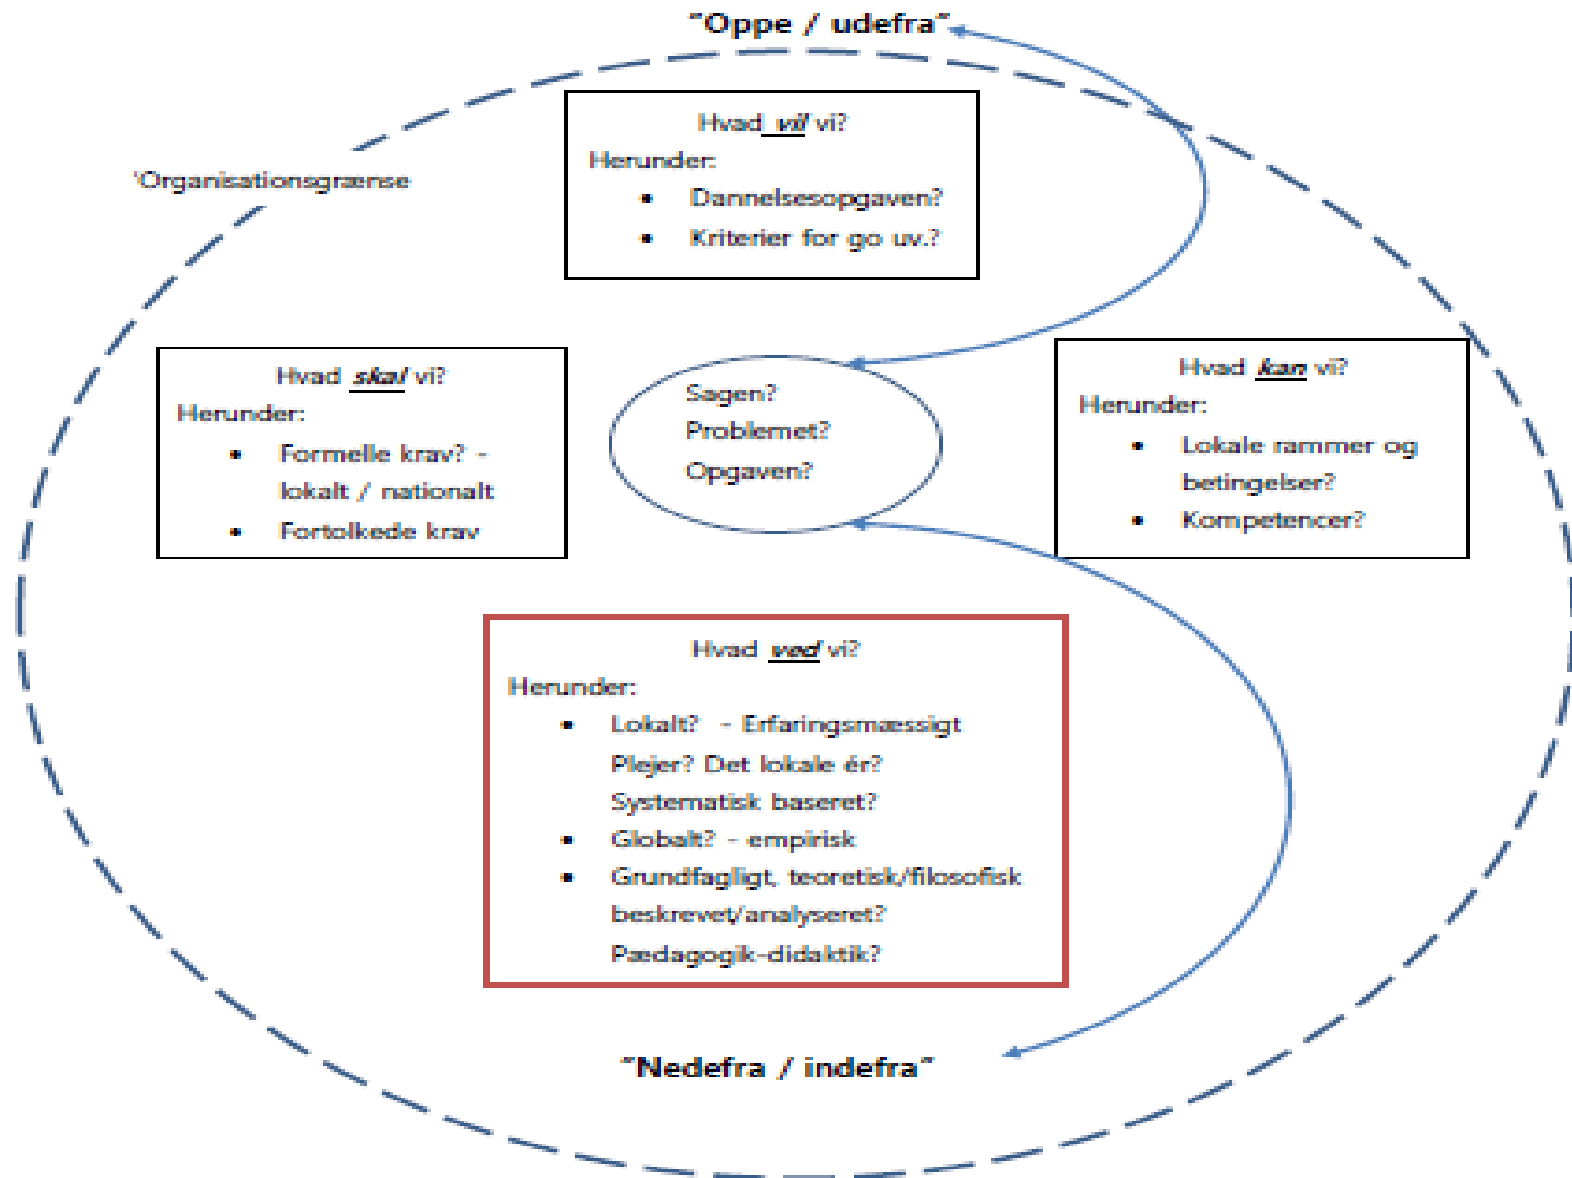 "Oppe / udefra"
Hvad vil vi?
Herunder:
• Dannelsesopgaven?
• Kriterier for go uv.?
'Organisationsgrænse
Hvad skal vi?
Herunder:
• Formelle krav? -
lokalt / nationalt
• Fortolkede krav
Sagen?
Problemet?
Opgaven?
Hvad kan vi?
Herunder:
• Lokale rammer og
betingelser?
• Kompetencer?
Hvad ved vi?
Herunder:
• Lokalt? - Erfaringsmæssigt
Plejer? Det lokale ér?
Systematisk baseret?
• Globalt? - empirisk
• Grundfagligt, teoretisk/filosofisk
beskrevet/analyseret?
Pædagogik-didaktik?
"Nedefra / indefra"